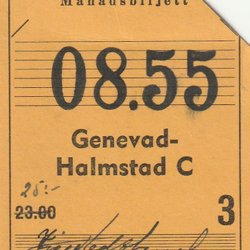 Månadsbiljett
08.55
Genevad-
Halmstad C
25:-
23.00
3